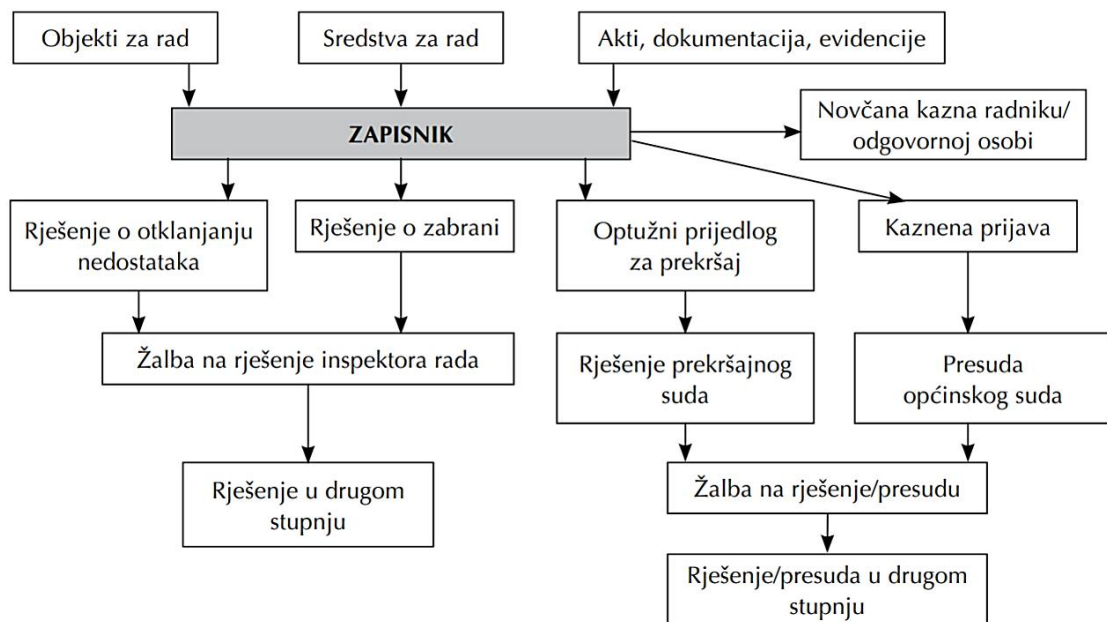 Objekti za rad
Sredstva za rad
Akti, dokumentacija, evidencije
ZAPISNIK
Novčana kazna radniku/
odgovornoj osobi
Rješenje o otklanjanju
nedostataka
Rješenje o zabrani
Optužni prijedlog
za prekršaj
Kaznena prijava
Žalba na rješenje inspektora rada
Rješenje prekršajnog
suda
Presuda
općinskog suda
Rješenje u drugom
stupnju
Žalba na rješenje/presudu
Rješenje/presuda u drugom
stupnju